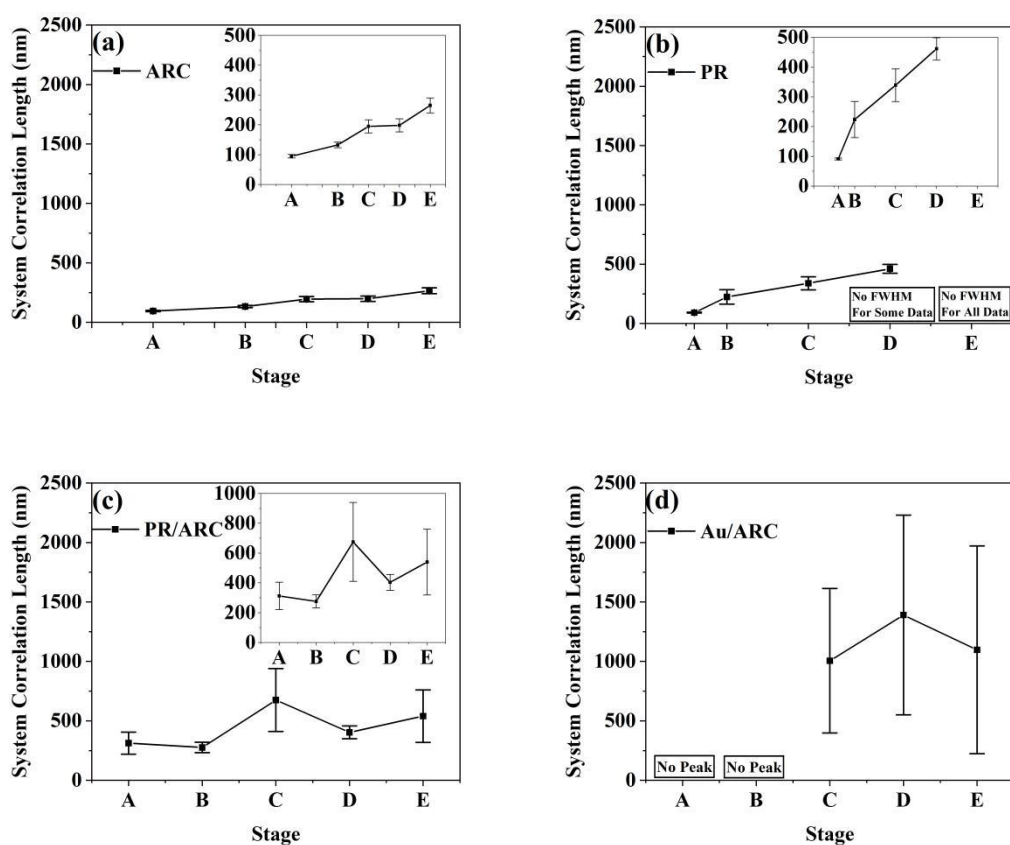 (a)
ARC
System Correlation Length (nm)
2500
2000
1500
1000
500
0
A B C D E
Stage
500
400
300
200
100
0
A B C D E
(b)
PR
System Correlation Length (nm)
2500
2000
1500
1000
500
0
A B C D E
Stage
No FWHM
For Some Data
No FWHM
For All Data
500
400
300
200
100
0
A B C D E
(c)
PR/ARC
System Correlation Length (nm)
2500
2000
1500
1000
500
0
A B C D E
Stage
1000
800
600
400
200
0
A B C D E
(d)
Au/ARC
System Correlation Length (nm)
2500
2000
1500
1000
500
0
No Peak
No Peak
A B C D E
Stage